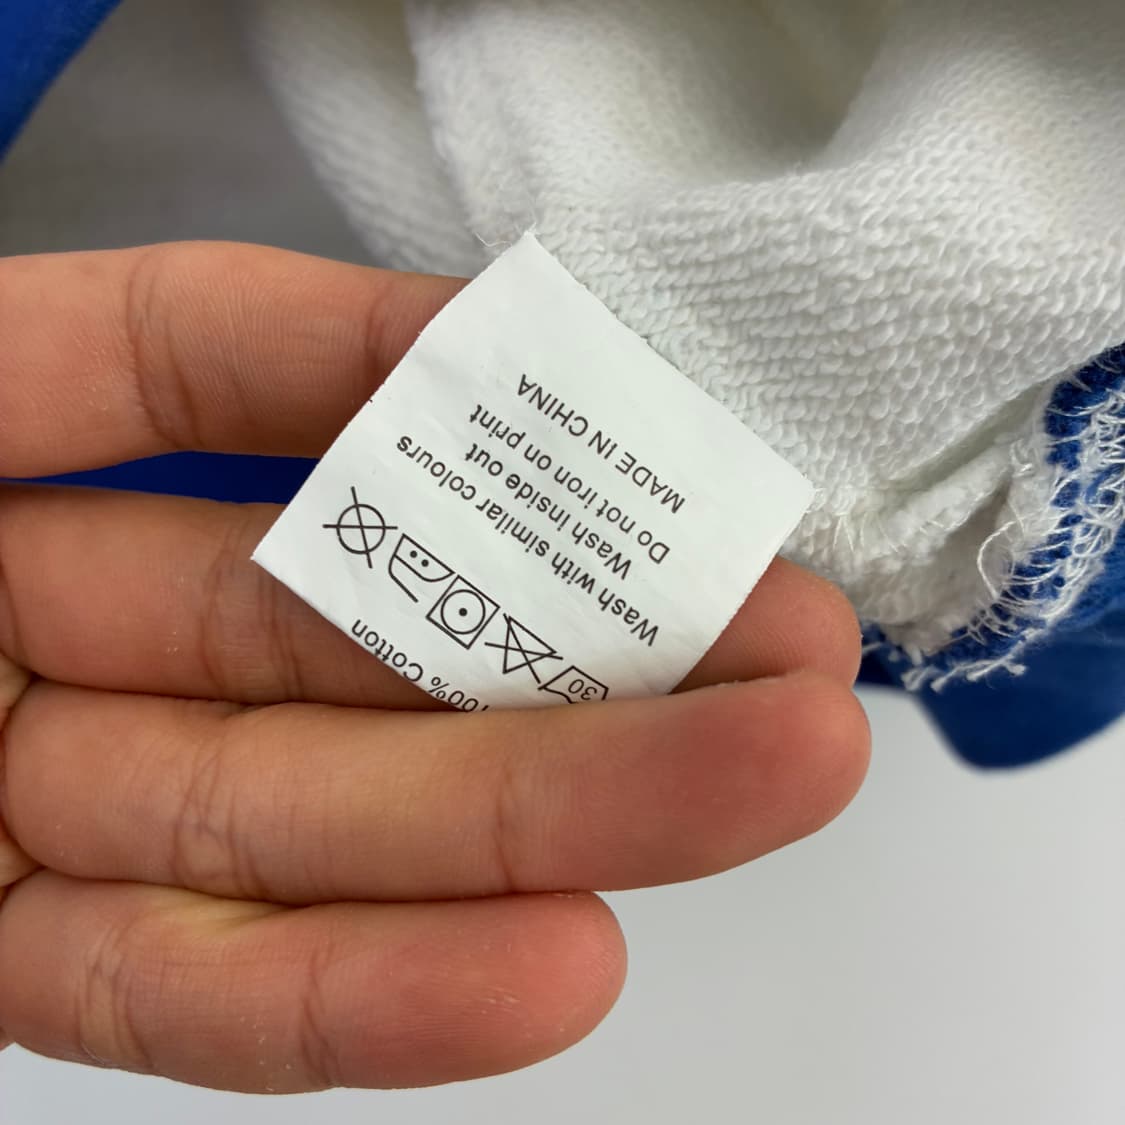 100% Cotton
30
Wash with similar colours
Wash inside out
Do not iron on print
MADE IN CHINA